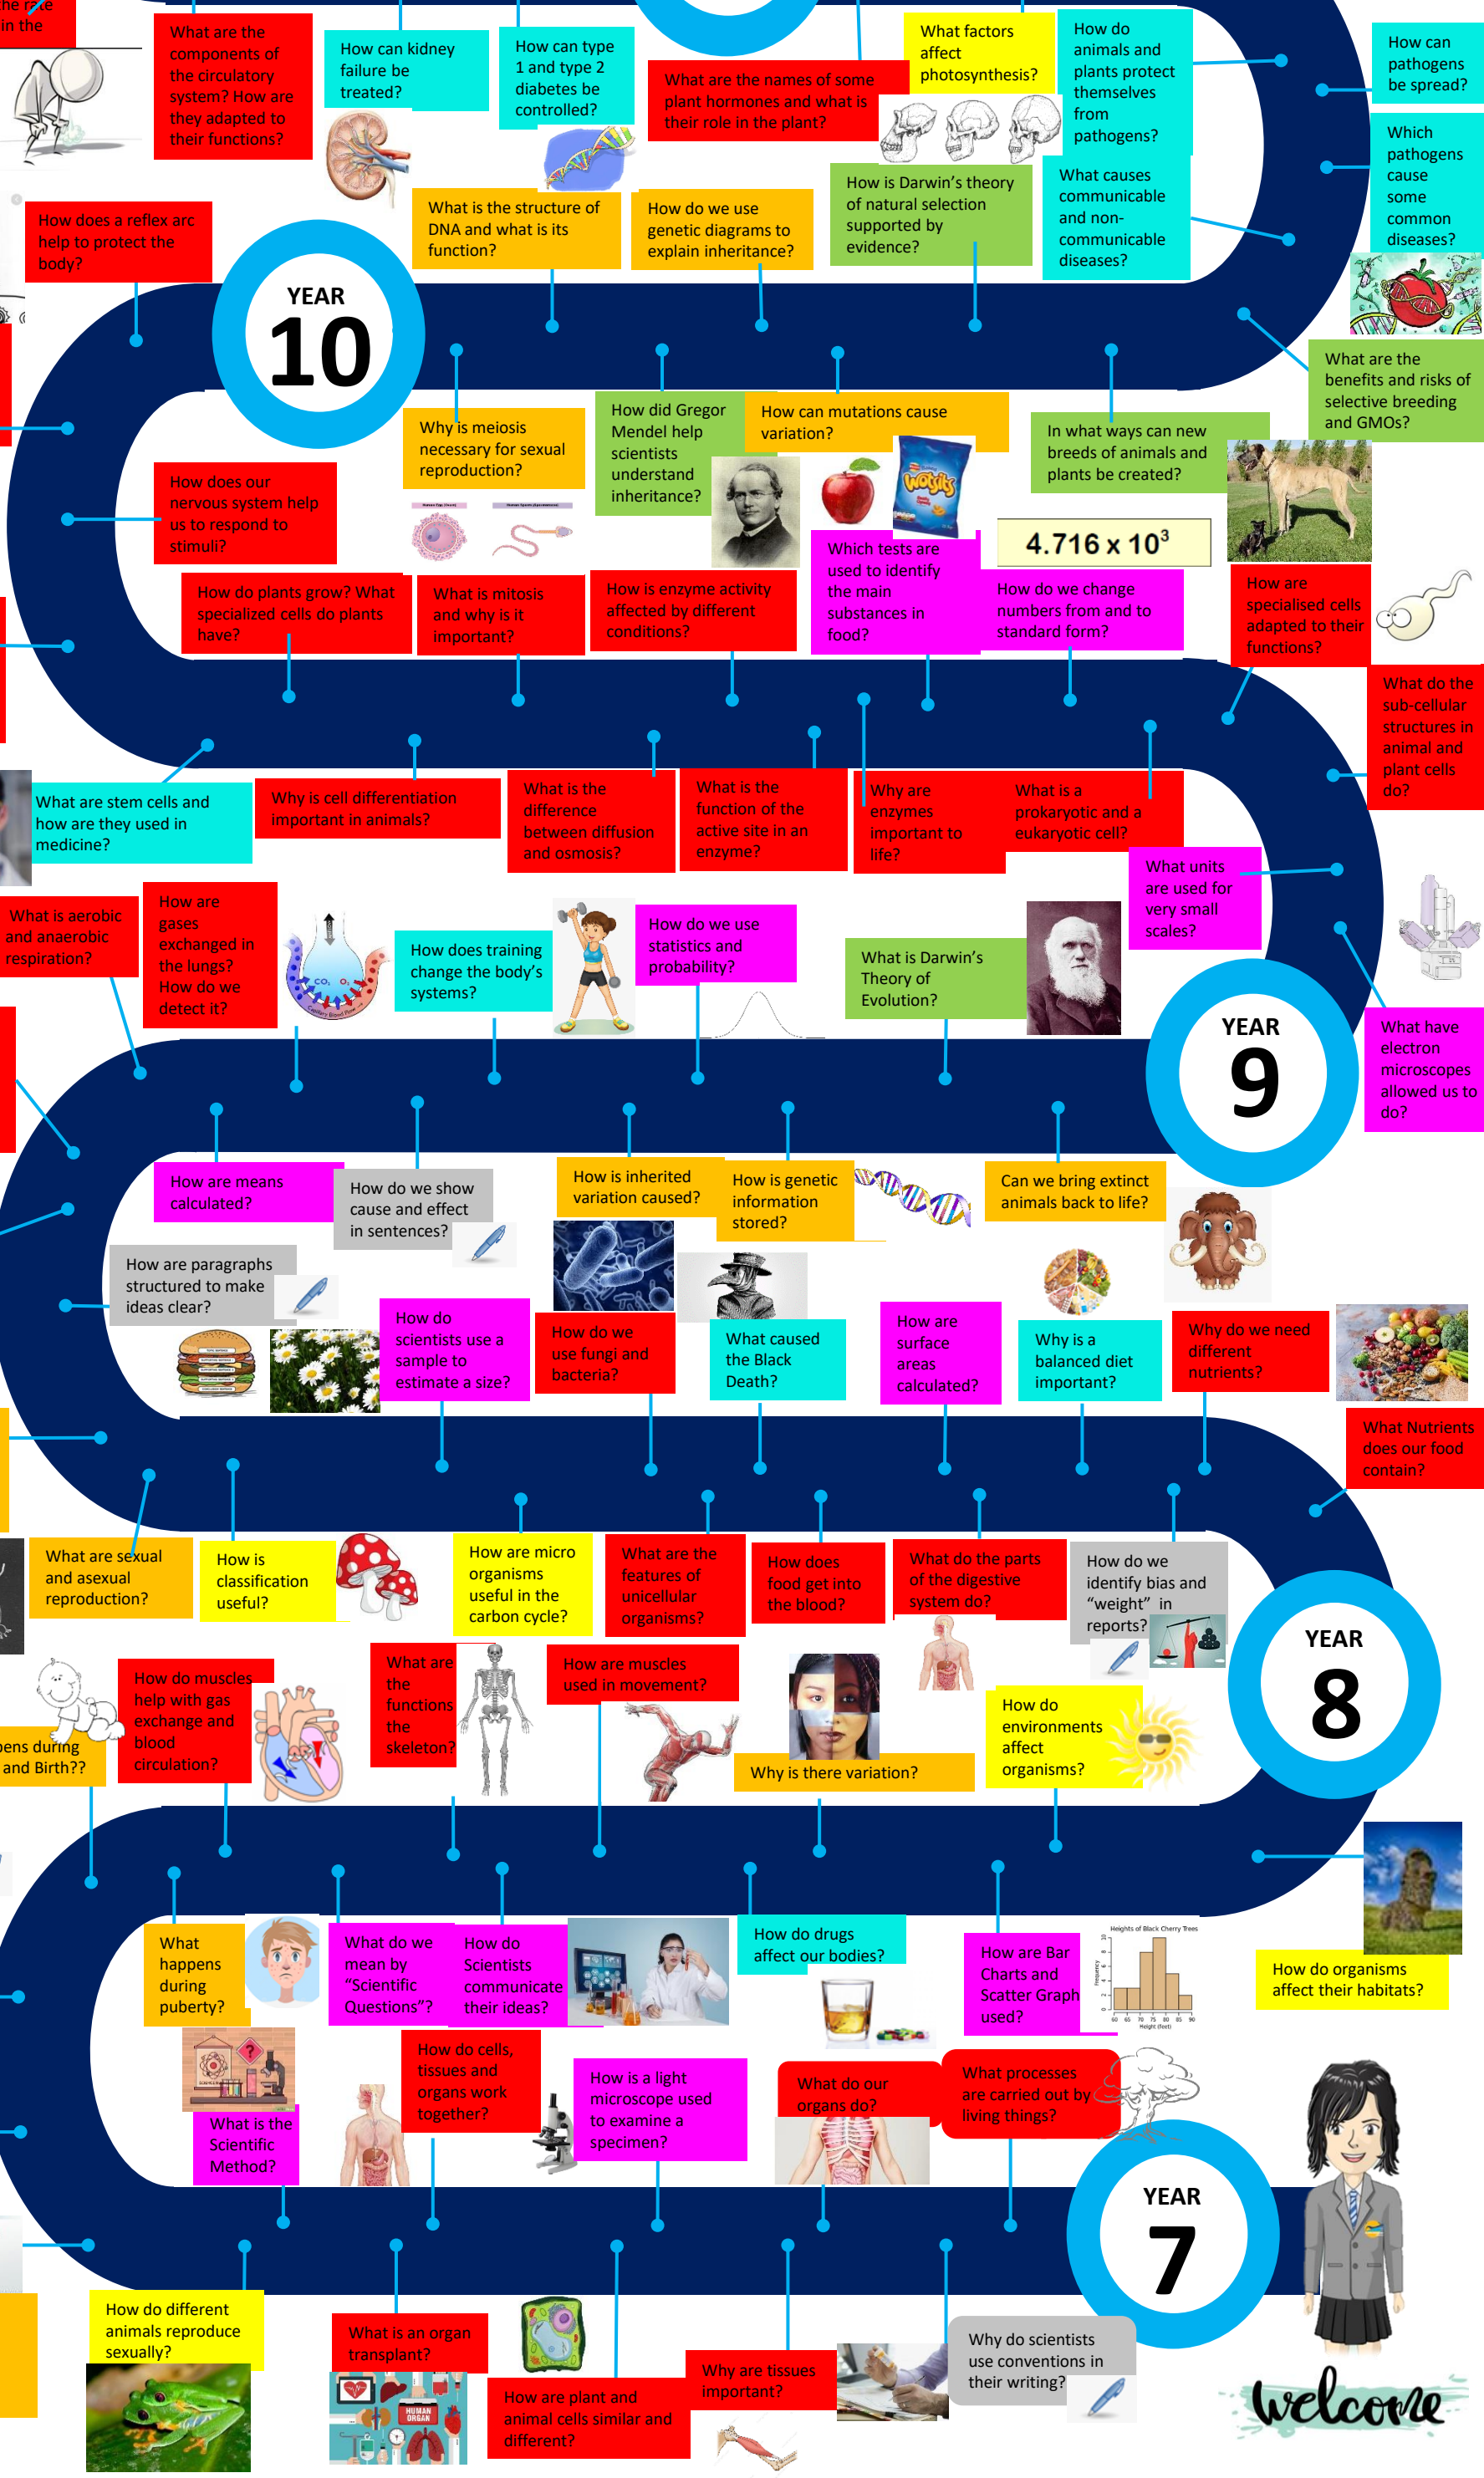 the rate
in the
What are the
components of
the circulatory
system? How are
they adapted to
their functions?
How can kidney
failure be
treated?
How can type
1 and type 2
diabetes be
controlled?
What are the names of some
plant hormones and what is
their role in the plant?
What factors
affect
photosynthesis?
How do
animals and
plants protect
themselves
from
pathogens?
How can
pathogens
be spread?
Which
pathogens
cause
some
common
diseases?
What causes
communicable
and non-
communicable
diseases?
How is Darwin's theory
of natural selection
supported by
evidence?
How do we use
genetic diagrams to
explain inheritance?
What is the structure of
DNA and what is its
function?
How does a reflex arc
help to protect the
body?
YEAR
10
What are the
benefits and risks of
selective breeding
and GMOs?
Why is meiosis
necessary for sexual
reproduction?
How did Gregor
Mendel help
scientists
understand
inheritance?
How can mutations cause
variation?
In what ways can new
breeds of animals and
plants be created?
Wotsits
4.716 x 10³
How does our
nervous system help
us to respond to
stimuli?
How do plants grow? What
specialized cells do plants
have?
What is mitosis
and why is it
important?
How is enzyme activity
affected by different
conditions?
Which tests are
used to identify
the main
substances in
food?
How do we change
numbers from and to
standard form?
How are
specialised cells
adapted to their
functions?
What do the
sub-cellular
structures in
animal and
plant cells
do?
What are stem cells and
how are they used in
medicine?
Why is cell differentiation
important in animals?
What is the
difference
between diffusion
and osmosis?
What is the
function of the
active site in an
enzyme?
Why are
enzymes
important to
life?
What is a
prokaryotic and a
eukaryotic cell?
What units
are used for
very small
scales?
What is aerobic
and anaerobic
respiration?
How are
gases
exchanged in
the lungs?
How do we
detect it?
CO₂ O₂
How does training
change the body's
systems?
How do we use
statistics and
probability?
What is Darwin's
Theory of
Evolution?
YEAR
9
What have
electron
microscopes
allowed us to
do?
How are means
calculated?
How do we show
cause and effect
in sentences?
How is inherited
variation caused?
How is genetic
information
stored?
Can we bring extinct
animals back to life?
How are paragraphs
structured to make
ideas clear?
How do
scientists use a
sample to
estimate a size?
How do we
use fungi and
bacteria?
What caused
the Black
Death?
How are
surface
areas
calculated?
Why is a
balanced diet
important?
Why do we need
different
nutrients?
What Nutrients
does our food
contain?
What are sexual
and asexual
reproduction?
How is
classification
useful?
How are micro
organisms
useful in the
carbon cycle?
What are the
features of
unicellular
organisms?
How does
food get into
the blood?
What do the parts
of the digestive
system do?
How do we
identify bias and
"weight" in
reports?
YEAR
8
ens during
and Birth??
How do muscles
help with gas
exchange and
blood
circulation?
What are
the
functions
the
skeleton?
How are muscles
used in movement?
Why is there variation?
How do
environments
affect
organisms?
What
happens
during
puberty?
What do we
mean by
"Scientific
Questions"?
How do
Scientists
communicate
their ideas?
How do drugs
affect our bodies?
How are Bar
Charts and
Scatter Graph
used?
Heights of Black Cherry Trees
Frequency
0 2 4 6 8 10
60 65 70 75 80 85 90
Height (feet)
How do organisms
affect their habitats?
What is the
Scientific
Method?
How do cells,
tissues and
organs work
together?
How is a light
microscope used
to examine a
specimen?
What do our
organs do?
What processes
are carried out by
living things?
YEAR
7
How do different
animals reproduce
sexually?
What is an organ
transplant?
HUMAN
ORGAN
How are plant and
animal cells similar and
different?
Why are tissues
important?
Why do scientists
use conventions in
their writing?
welcome